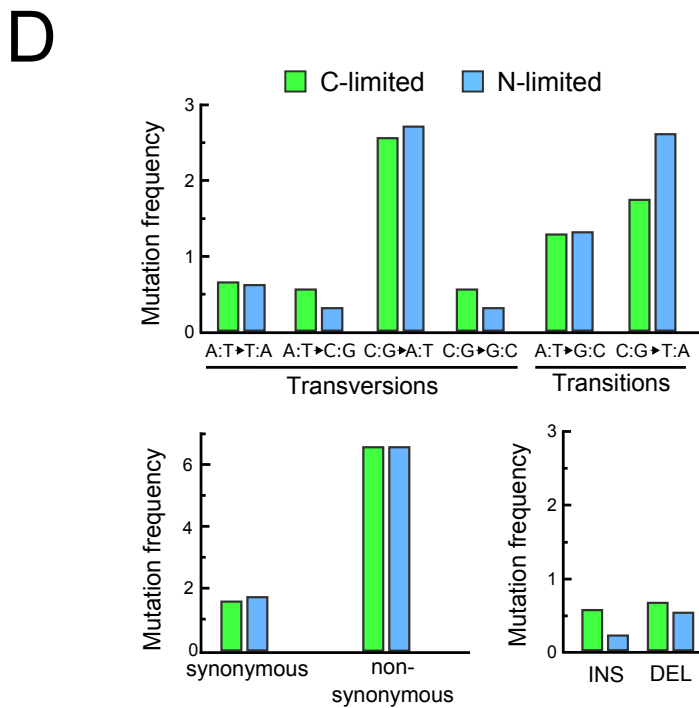 D
C-limited N-limited
Mutation frequency
3
2
1
0
A:T➤T:A A:T➤C:G C:G➤A:T C:G➤G:C A:T➤G:C C:G➤T:A
Transversions Transitions
Mutation frequency
6
4
2
0
synonymous non-
synonymous
Mutation frequency
3
2
1
0
INS DEL